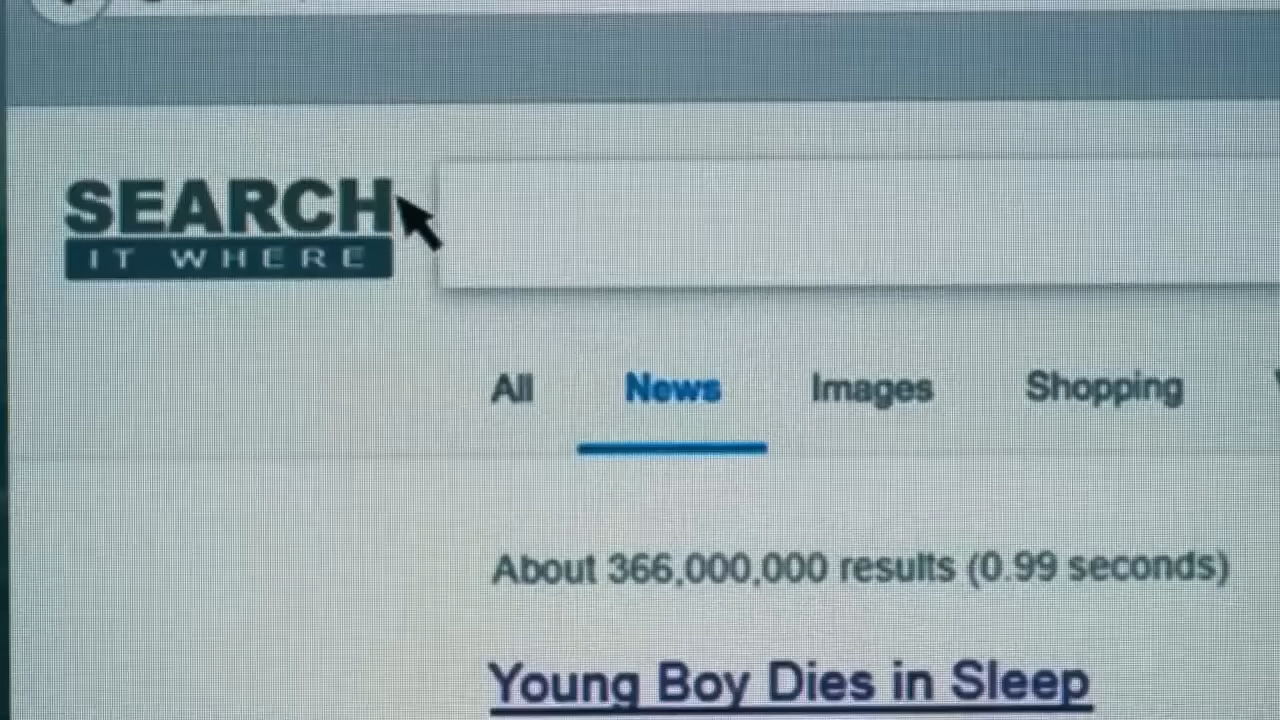 SEARCH
IT WHERE
All News Images Shopping
About 366,000,000 results (0.99 seconds)
Young Boy Dies in Sleep